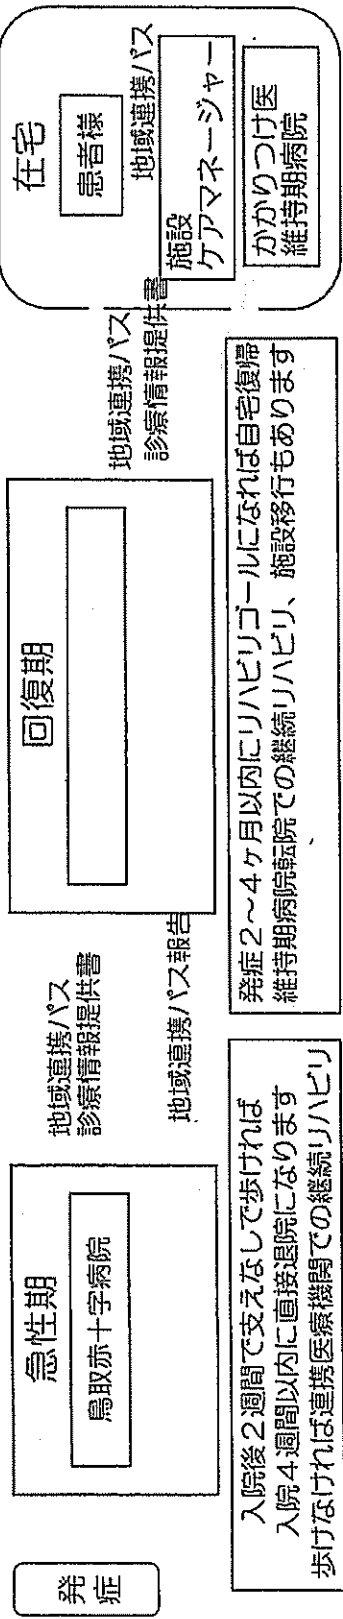 発症
急性期
鳥取赤十字病院
地域連携パス
診療情報提供書
地域連携パス報告
回復期
地域連携パス
診療情報提供書
在宅
患者様
地域連携パス
施設
ケアマネージャー
かかりつけ医
維持期病院
入院後2週間で支えなしで歩ければ
入院4週間以内に直接退院になります
歩けなければ連携医療機関での継続リハビリ
発症2~4ヶ月以内にリハビリゴールになれば自宅復帰
維持期病院転院での継続リハビリ、施設移行もあります